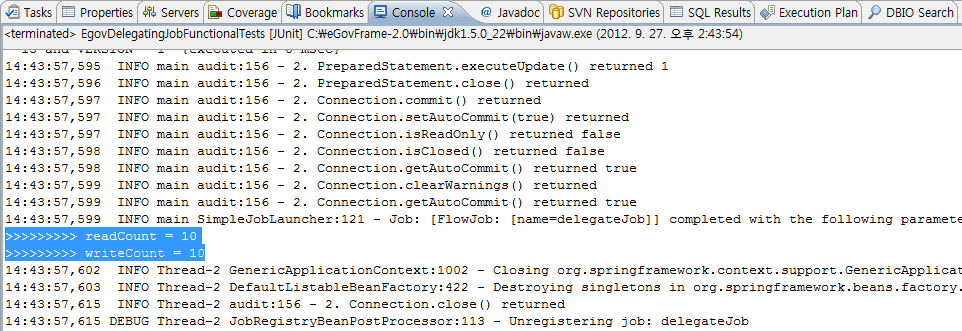 Tasks Properties Servers Coverage Bookmarks Console Javadoc SVN Repositories SQL Results Execution Plan DBIO Search
<terminated> EgovDelegatingJobFunctionalTests [JUnit] C:₩eGovFrame-2.0₩bin₩jdk1.5.0_22₩bin₩javaw.exe (2012. 9. 27. 오후 2:43:54)
14:43:57,595 INFO main audit:156 - 2. PreparedStatement.executeUpdate() returned 1
14:43:57,596 INFO main audit:156 - 2. PreparedStatement.close() returned
14:43:57,597 INFO main audit:156 - 2. Connection.commit() returned
14:43:57,597 INFO main audit:156 - 2. Connection.setAutoCommit(true) returned
14:43:57,597 INFO main audit:156 - 2. Connection.isReadOnly() returned false
14:43:57,598 INFO main audit:156 - 2. Connection.isClosed() returned false
14:43:57,598 INFO main audit:156 - 2. Connection.getAutoCommit() returned true
14:43:57,599 INFO main audit:156 - 2. Connection.clearWarnings() returned
14:43:57,599 INFO main audit:156 - 2. Connection.getAutoCommit() returned true
14:43:57,599 INFO main SimpleJobLauncher:121 - Job: [FlowJob: [name=delegateJob]] completed with the following paramete
>>>>>>>>>> readCount = 10
>>>>>>>>>> writeCount = 10
14:43:57,602 INFO Thread-2 GenericApplicationContext:1002 - Closing org.springframework.context.support.GenericApplicat
14:43:57,603 INFO Thread-2 DefaultListableBeanFactory:422 - Destroying singletons in org.springframework.beans.factory.
14:43:57,615 INFO Thread-2 audit:156 - 2. Connection.close() returned
14:43:57,615 DEBUG Thread-2 JobRegistryBeanPostProcessor:113 - Unregistering job: delegateJob